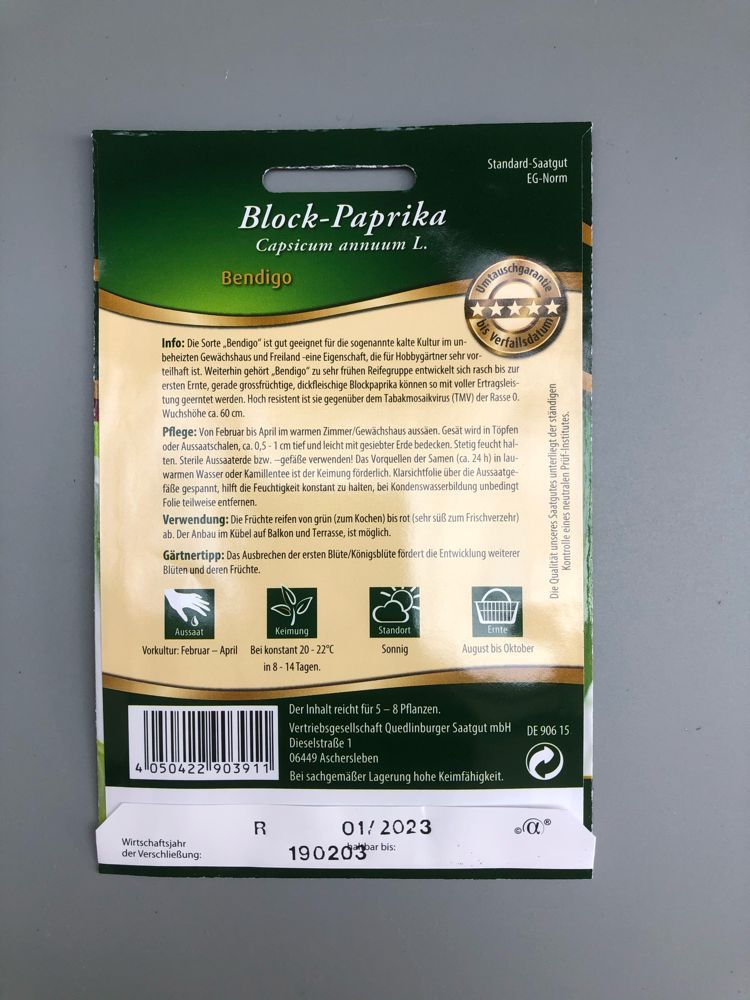 Standard-Saatgut
EG-Norm
Block-Paprika
Capsicum annuum L.
Bendigo
Umtauschgarantie
bis Verfallsdatum
Info: Die Sorte „Bendigo“ ist gut geeignet für die sogenannte kalte Kultur im un-
beheizten Gewächshaus und Freiland -eine Eigenschaft, die für Hobbygärtner sehr vor-
teilhaft ist. Weiterhin gehört „Bendigo“ zu sehr frühen Reifegruppe entwickelt sich rasch bis zur
ersten Ernte, gerade grossfrüchtige, dickfleischige Blockpaprika können so mit voller Ertragsleis-
tung geerntet werden. Hoch resistent ist sie gegenüber dem Tabakmosaikvirus (TMV) der Rasse 0.
Wuchshöhe ca. 60 cm.
Pflege: Von Februar bis April im warmen Zimmer/Gewächshaus aussäen. Gesät wird in Töpfen
oder Aussaatschalen, ca. 0,5 - 1 cm tief und leicht mit gesiebter Erde bedecken. Stetig feucht hal-
ten. Sterile Aussaaterde bzw. –gefäße verwenden! Das Vorquellen der Samen (ca. 24 h) in lau-
warmen Wasser oder Kamillentee ist der Keimung förderlich. Klarsichtfolie über die Aussaatge-
fäße gespannt, hilft die Feuchtigkeit konstant zu halten, bei Kondenswasserbildung unbedingt
Folie teilweise entfernen.
Verwendung: Die Früchte reifen von grün (zum Kochen) bis rot (sehr süß zum Frischverzehr)
ab. Der Anbau im Kübel auf Balkon und Terrasse, ist möglich.
Gärtnertipp: Das Ausbrechen der ersten Blüte/Königsblüte fördert die Entwicklung weiterer
Blüten und deren Früchte.
Die Qualität unseres Saatgutes unterliegt der ständigen
Kontrolle eines neutralen Prüf-Institutes.
Aussaat Keimung Standort Ernte
Vorkultur: Februar – April Bei konstant 20 - 22°C Sonnig August bis Oktober
in 8 - 14 Tagen.
Der Inhalt reicht für 5 – 8 Pflanzen.
Vertriebsgesellschaft Quedlinburger Saatgut mbH DE 906 15
Dieselstraße 1
06449 Aschersleben
Bei sachgemäßer Lagerung hohe Keimfähigkeit.
4 050422 903911
R 01/2023 ©α®
Wirtschaftsjahr
der Verschließung: 190203 haltbar bis: